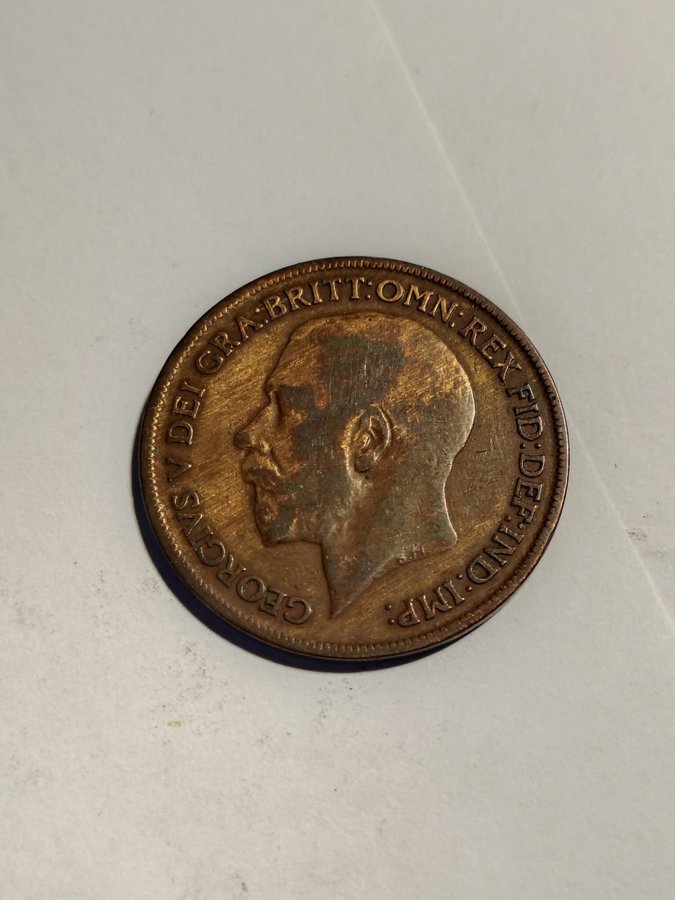 GEORGIVS V DEI GRA:BRITT:OMN:REX FID:DEF:IND:IMP: